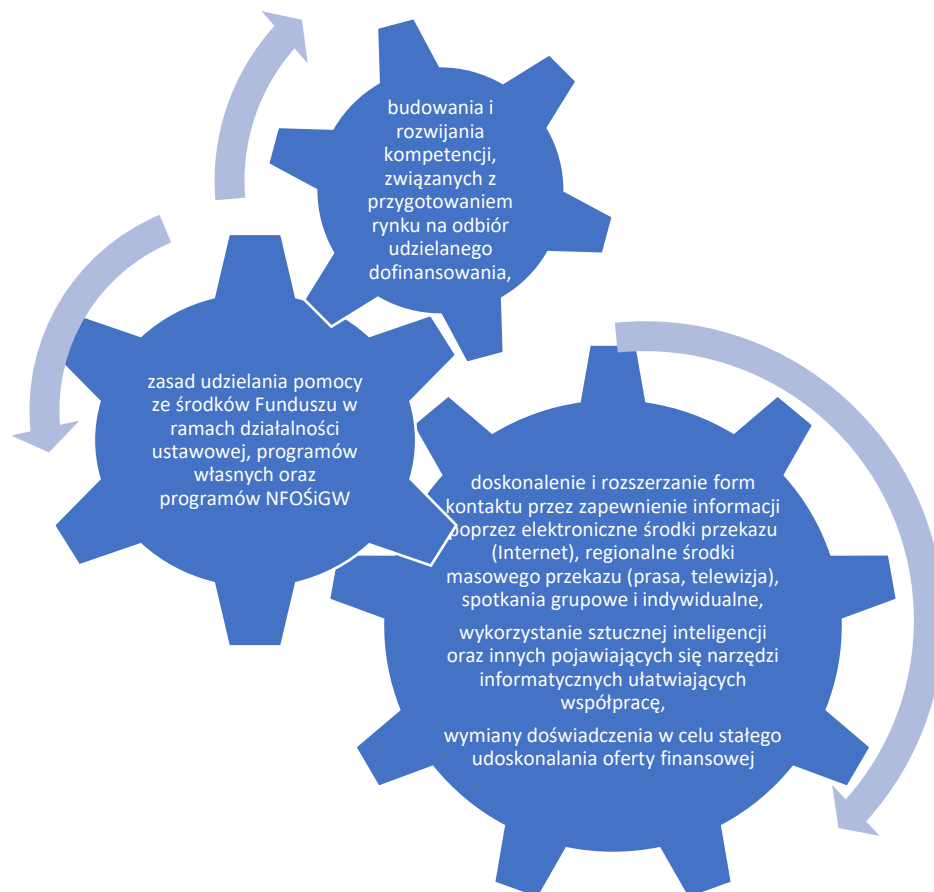 budowania i
rozwijania
kompetencji,
związanych z
przygotowaniem
rynku na odbiór
udzielanego
dofinansowania,
zasad udzielania pomocy
ze środków Funduszu w
ramach działalności
ustawowej, programów
własnych oraz
programów NFOŚiGW
doskonalenie i rozszerzanie form
kontaktu przez zapewnienie informacji
poprzez elektroniczne środki przekazu
(Internet), regionalne środki
masowego przekazu (prasa, telewizja),
spotkania grupowe i indywidualne,
wykorzystanie sztucznej inteligencji
oraz innych pojawiających się narzędzi
informatycznych ułatwiających
współpracę,
wymiany doświadczenia w celu stałego
udoskonalania oferty finansowej